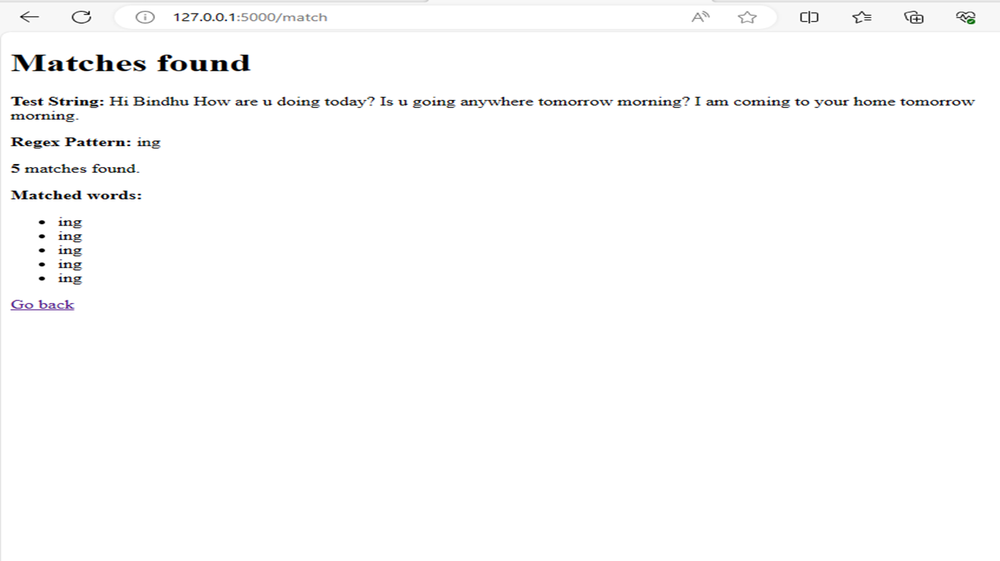 127.0.0.1:5000/match
Matches found
Test String: Hi Bindhu How are u doing today? Is u going anywhere tomorrow morning? I am coming to your home tomorrow
morning.
Regex Pattern: ing
5 matches found.
Matched words:
• ing
• ing
• ing
• ing
• ing
Go back